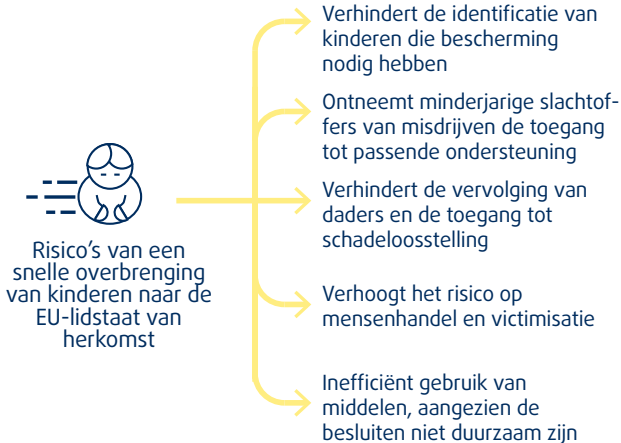 Risico's van een
snelle overbrenging
van kinderen naar de
EU-lidstaat van
herkomst
Verhindert de identificatie van
kinderen die bescherming
nodig hebben
Ontneemt minderjarige slachtof-
fers van misdrijven de toegang
tot passende ondersteuning
Verhindert de vervolging van
daders en de toegang tot
schadeloosstelling
Verhoogt het risico op
mensenhandel en victimisatie
Inefficiënt gebruik van
middelen, aangezien de
besluiten niet duurzaam zijn